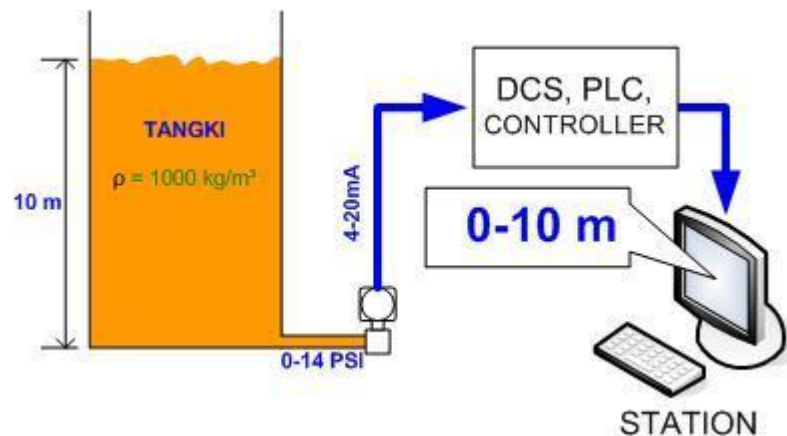 TANGKI
ρ = 1000 kg/m³
10 m
0-14 PSI
4-20mA
DCS, PLC,
CONTROLLER
0-10 m
STATION